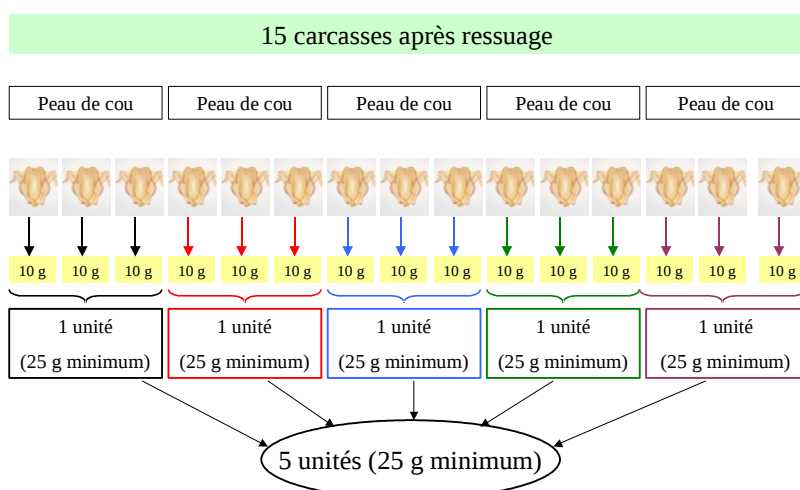 15 carcasses après ressuage
Peau de cou Peau de cou Peau de cou Peau de cou Peau de cou
10 g 10 g 10 g 10 g 10 g 10 g 10 g 10 g 10 g 10 g 10 g 10 g 10 g 10 g 10 g
1 unité 1 unité 1 unité 1 unité 1 unité
(25 g minimum) (25 g minimum) (25 g minimum) (25 g minimum) (25 g minimum)
5 unités (25 g minimum)